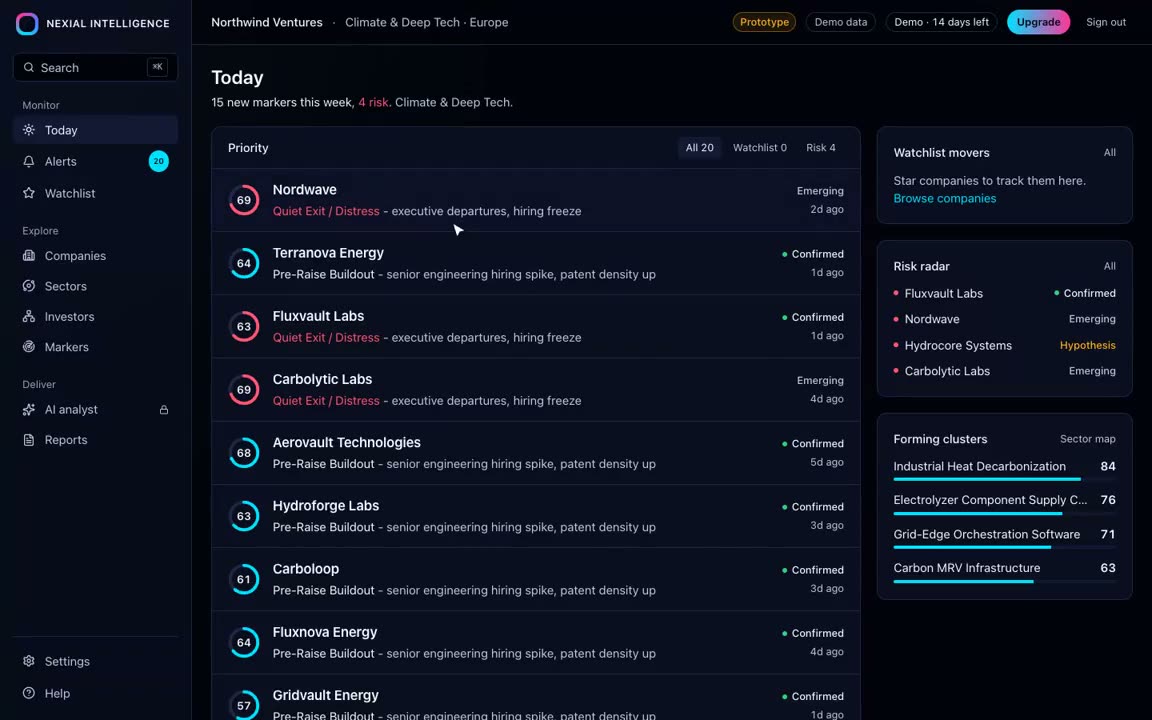 NEXIAL INTELLIGENCE
Search
⌘K
Monitor
Today
Alerts
20
Watchlist
Explore
Companies
Sectors
Investors
Markers
Deliver
AI analyst
Reports
Settings
Help
Northwind Ventures · Climate & Deep Tech · Europe
Prototype
Demo data
Demo · 14 days left
Upgrade
Sign out
Today
15 new markers this week, 4 risk. Climate & Deep Tech.
Priority
All 20
Watchlist 0
Risk 4
69
Nordwave
Quiet Exit / Distress - executive departures, hiring freeze
Emerging
2d ago
64
Terranova Energy
Pre-Raise Buildout - senior engineering hiring spike, patent density up
Confirmed
1d ago
63
Fluxvault Labs
Quiet Exit / Distress - executive departures, hiring freeze
Confirmed
1d ago
69
Carbolytic Labs
Quiet Exit / Distress - executive departures, hiring freeze
Emerging
4d ago
68
Aerovault Technologies
Pre-Raise Buildout - senior engineering hiring spike, patent density up
Confirmed
5d ago
63
Hydroforge Labs
Pre-Raise Buildout - senior engineering hiring spike, patent density up
Confirmed
3d ago
61
Carboloop
Pre-Raise Buildout - senior engineering hiring spike, patent density up
Confirmed
3d ago
64
Fluxnova Energy
Pre-Raise Buildout - senior engineering hiring spike, patent density up
Confirmed
4d ago
57
Gridvault Energy
Pre-Raise Buildout - senior engineering hiring spike, patent density up
Confirmed
1d ago
Watchlist movers
All
Star companies to track them here.
Browse companies
Risk radar
All
Fluxvault Labs
Confirmed
Nordwave
Emerging
Hydrocore Systems
Hypothesis
Carbolytic Labs
Emerging
Forming clusters
Sector map
Industrial Heat Decarbonization
84
Electrolyzer Component Supply C...
76
Grid-Edge Orchestration Software
71
Carbon MRV Infrastructure
63